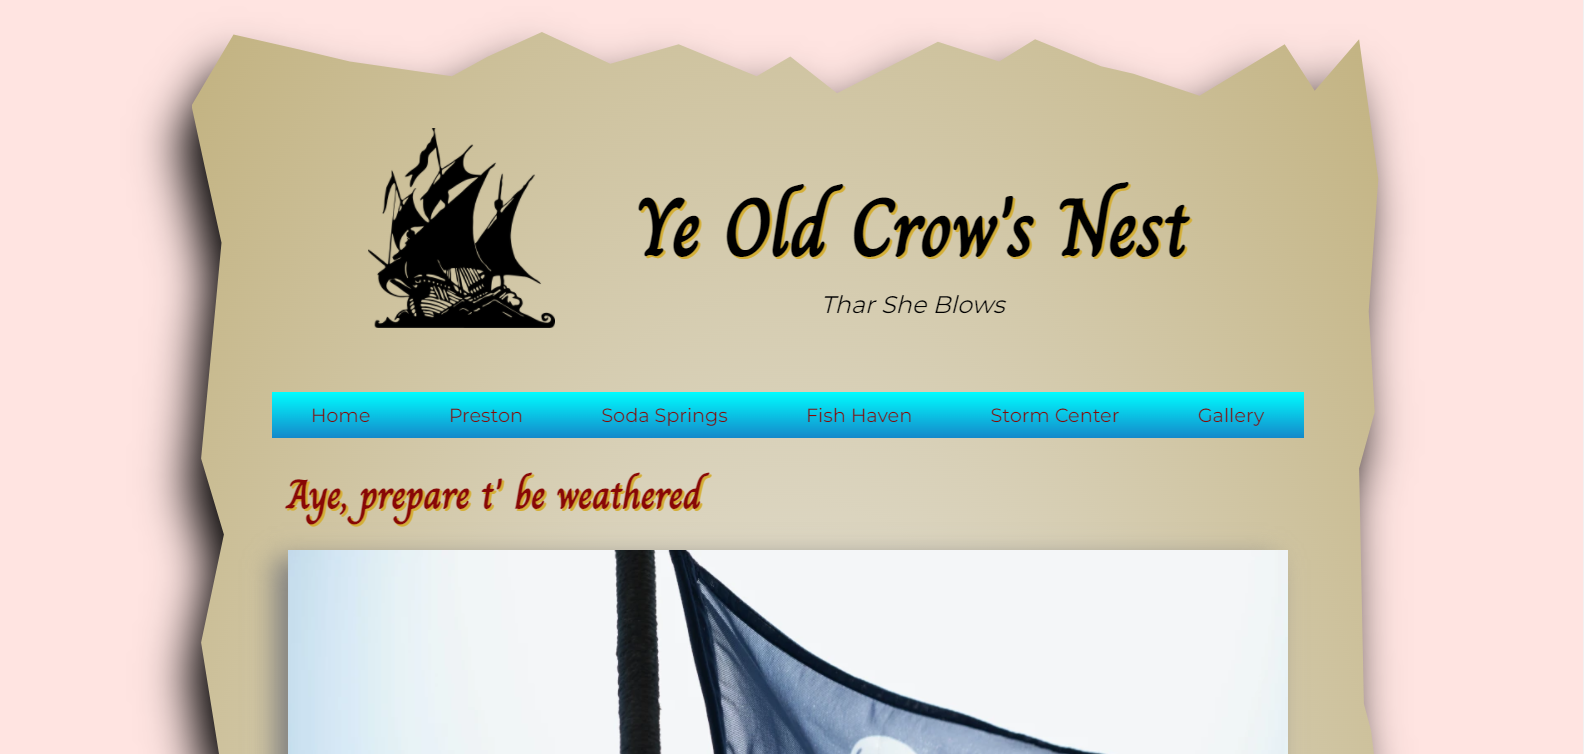 Ye Old Crow's Nest
Thar She Blows
Home Preston Soda Springs Fish Haven Storm Center Gallery
Aye, prepare t' be weathered